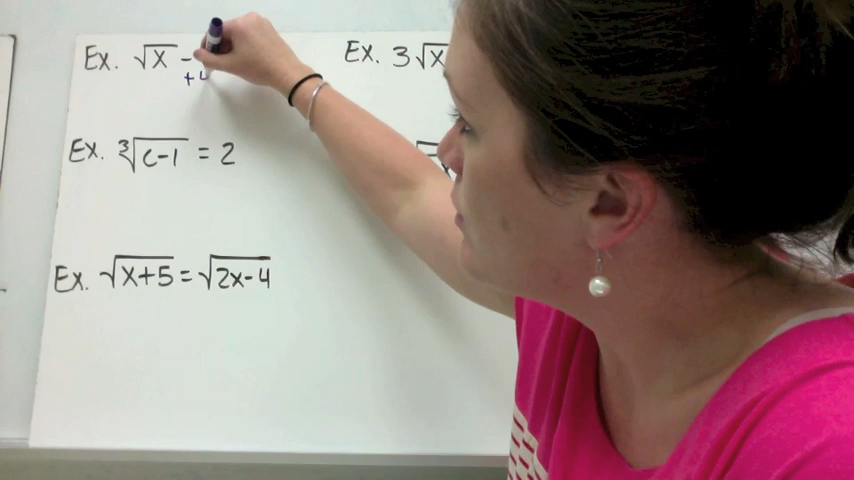 Ex. √x -
+4
Ex. 3√x
Ex. ∛c-1 = 2
Ex. √x+5 = √2x-4